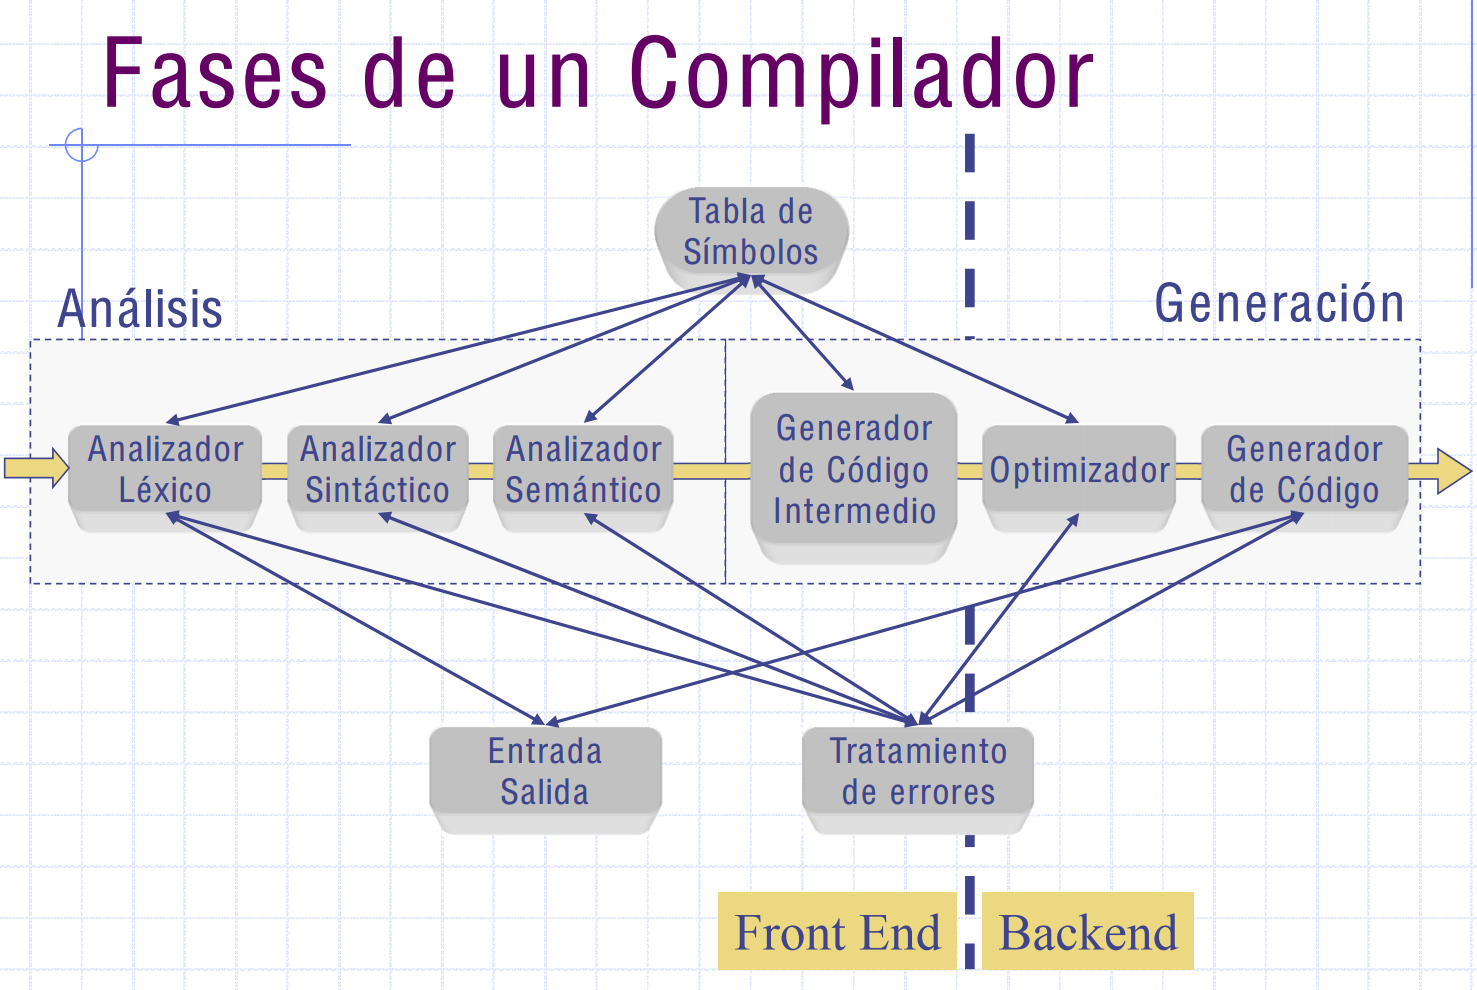 Fases de un Compilador
Tabla de
Símbolos
Análisis
Generación
Analizador
Léxico
Analizador
Sintáctico
Analizador
Semántico
Generador
de Código
Intermedio
Optimizador
Generador
de Código
Entrada
Salida
Tratamiento
de errores
Front End
Backend